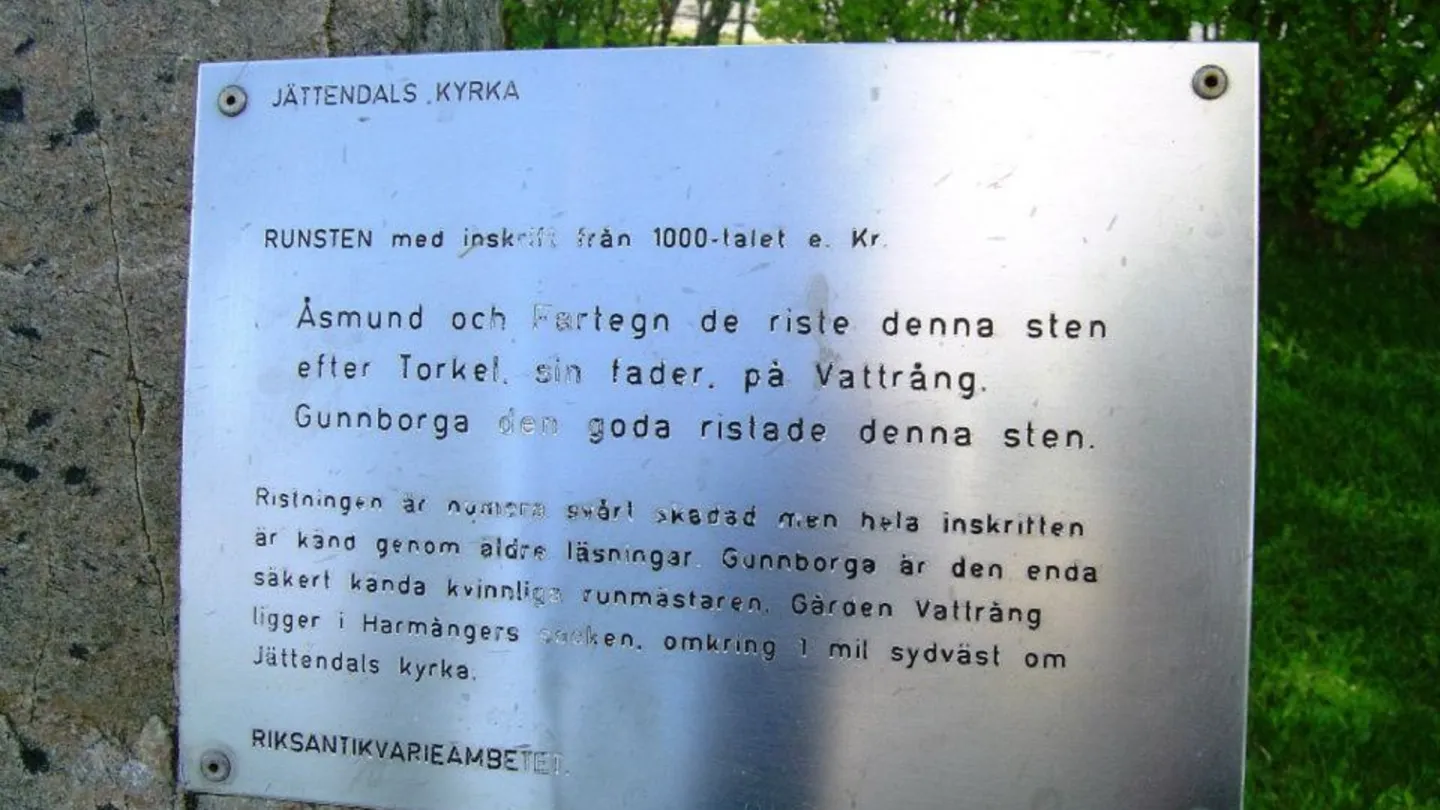 JÄTTENDALS KYRKA
RUNSTEN med inskrift från 1000-talet e. Kr.
Åsmund och Fartegn de riste denna sten
efter Torkel, sin fader, på Vattrång.
Gunnborga den goda ristade denna sten.
Ristningen är numera svårt skadad men hela inskriften
är känd genom äldre läsningar. Gunnborga är den enda
säkert kända kvinnliga runmästaren. Gården Vattrång
ligger i Harmångers socken, omkring 1 mil sydväst om
Jättendals kyrka.
RIKSANTIKVARIEÄMBETET.